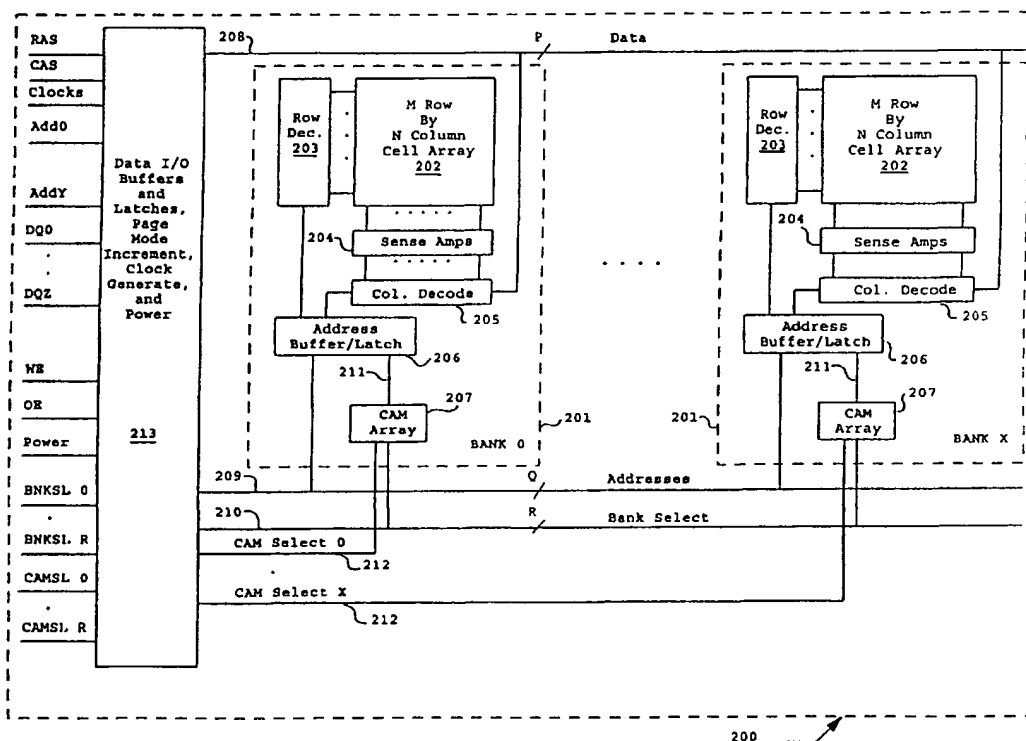 RAS
CAS
Clocks
Add0
AddY
DQ0
DQZ
WE
OE
Power
BNKSL 0
BNKSL R
CAMSL 0
CAMSL R
Data I/O
Buffers
and
Latches,
Page
Mode
Increment,
Clock
Generate,
and
Power
213
208
P
Data
Row
Dec.
203
M Row
By
N Column
Cell Array
202
204
Sense Amps
Col. Decode
205
Address
Buffer/Latch
206
211
207
CAM
Array
201
BANK 0
Row
Dec.
203
M Row
By
N Column
Cell Array
202
204
Sense Amps
Col. Decode
205
Address
Buffer/Latch
206
211
207
CAM
Array
201
BANK X
209
Q
Addresses
210
R
Bank Select
CAM Select 0
212
CAM Select X
212
200